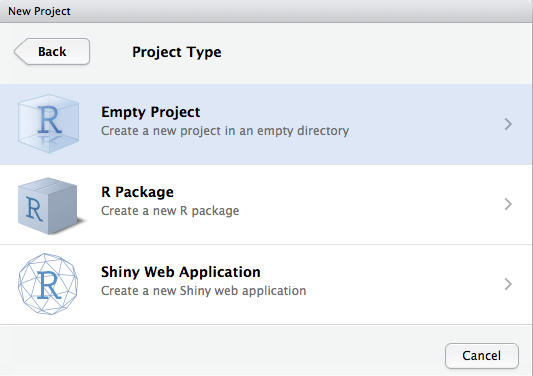 New Project
Back
Project Type
R
Empty Project
Create a new project in an empty directory
R
R Package
Create a new R package
R
Shiny Web Application
Create a new Shiny web application
Cancel